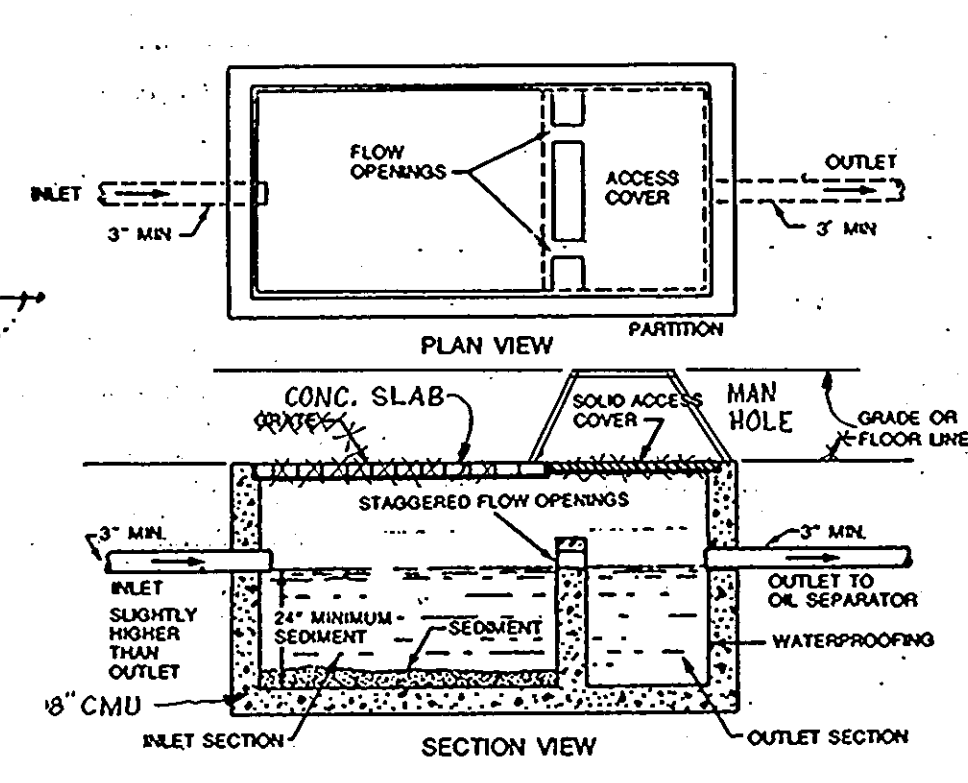 FLOW
OPENINGS
INLET
3" MIN
ACCESS
COVER
OUTLET
3" MIN
PARTITION
PLAN VIEW
CONC. SLAB
GRATES
SOLID ACCESS
COVER
MAN
HOLE
GRADE OR
FLOOR LINE
STAGGERED FLOW OPENINGS
3" MIN.
INLET
SLIGHTLY
HIGHER
THAN
OUTLET
24" MINIMUM
SEDIMENT
SEDIMENT
3" MIN.
OUTLET TO
OIL SEPARATOR
WATERPROOFING
8" CMU
INLET SECTION
SECTION VIEW
OUTLET SECTION